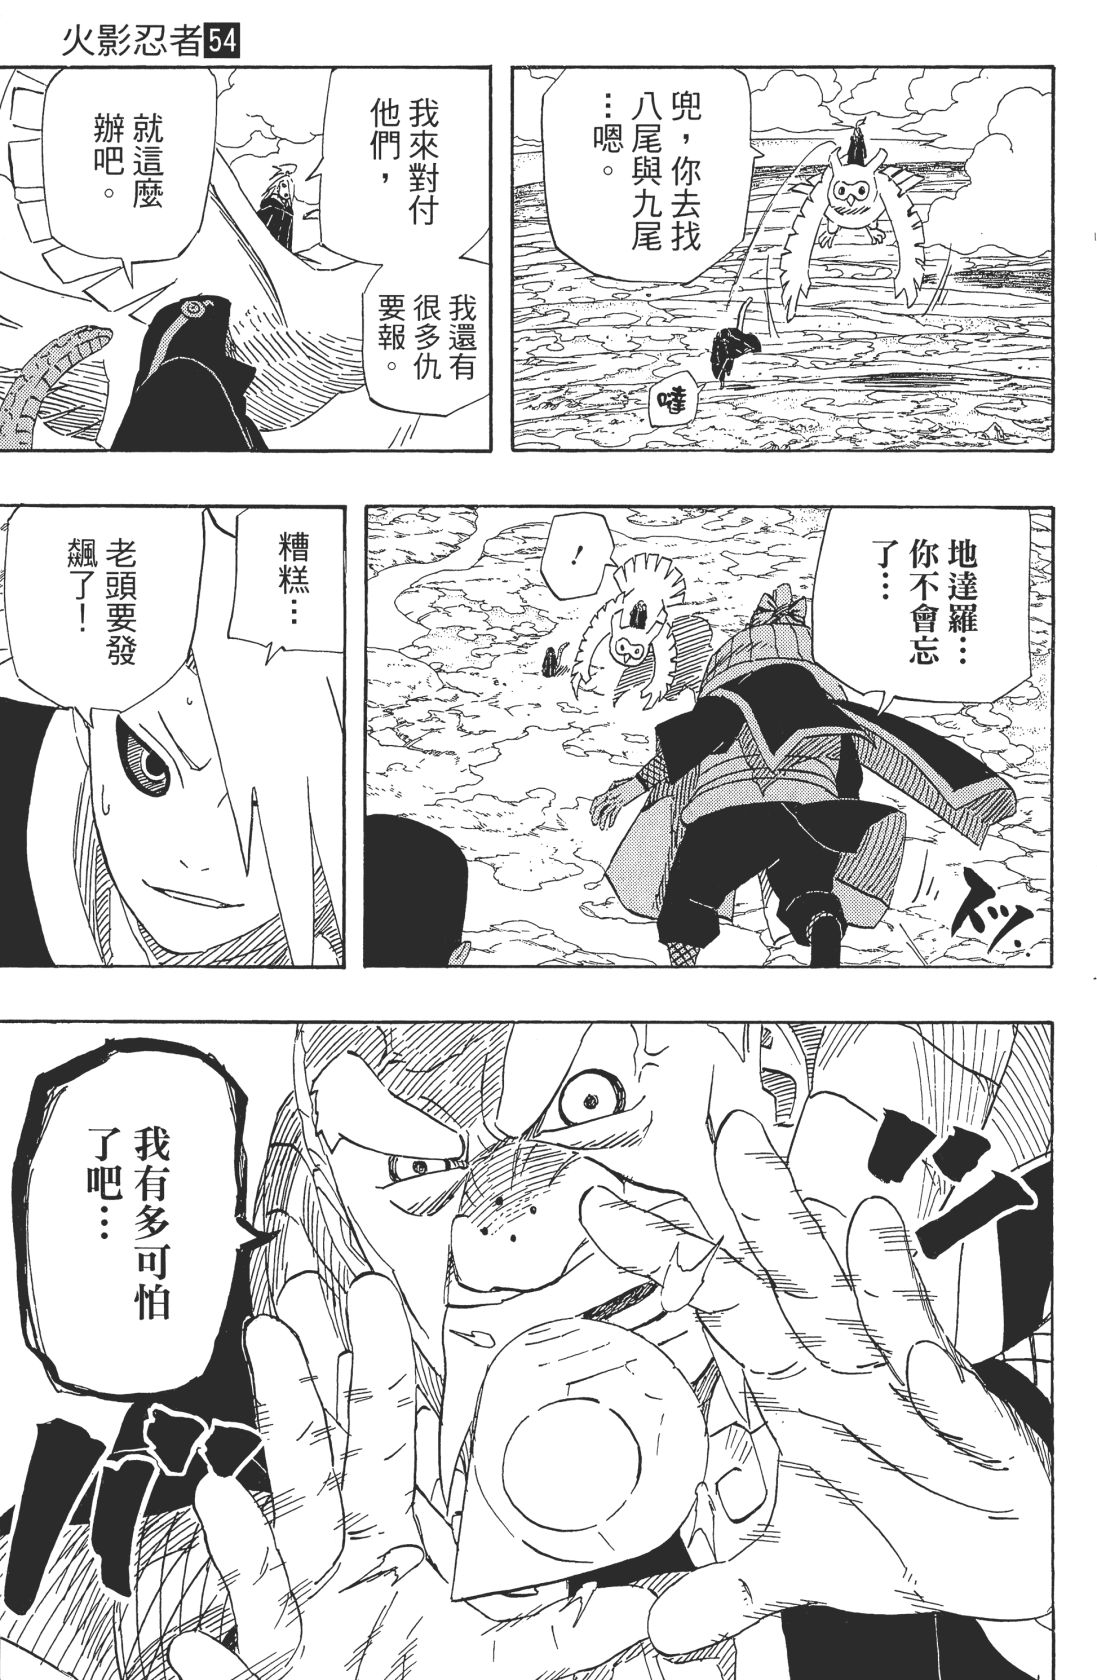 火影忍者54
兜，你去找
八尾與九尾
…嗯。
噠
我來對付
他們，
我還有
很多仇
要報。
就這麼
辦吧。
地達羅…
你不會忘
了…
！
ズッ
糟糕…
老頭要發
飆了！
我有多可怕
了吧…